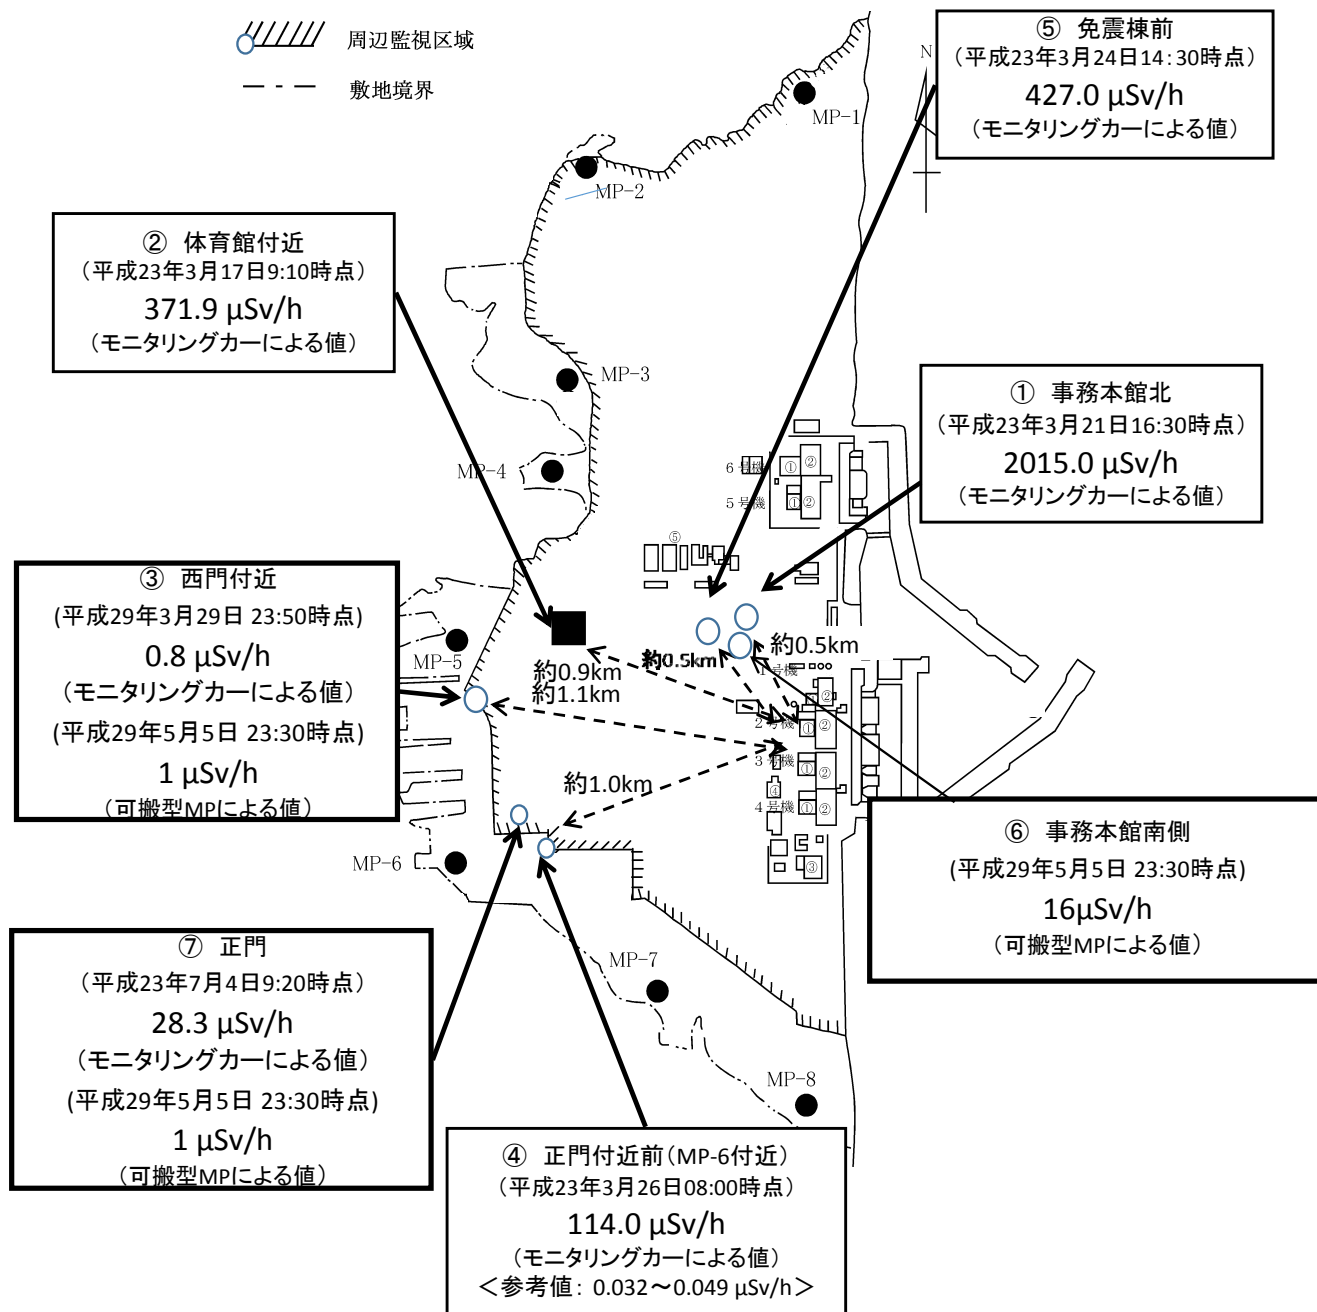 周辺監視区域
敷地境界
⑤ 免震棟前
（平成23年3月24日14:30時点）
427.0 μSv/h
（モニタリングカーによる値）
N
MP-1
MP-2
② 体育館付近
（平成23年3月17日9:10時点）
371.9 μSv/h
（モニタリングカーによる値）
MP-3
① 事務本館北
（平成23年3月21日16:30時点）
2015.0 μSv/h
（モニタリングカーによる値）
MP-4
6号機
①
②
5号機
①
②
⑤
③ 西門付近
(平成29年3月29日 23:50時点)
0.8 μSv/h
（モニタリングカーによる値）
(平成29年5月5日 23:30時点)
1 μSv/h
（可搬型MPによる値）
MP-5
約0.9km
約1.1km
約0.5km
約0.5km
1号機
②
2号機
①
②
3号機
①
②
④
4号機
①
②
③
約1.0km
MP-6
⑥ 事務本館南側
(平成29年5月5日 23:30時点)
16μSv/h
（可搬型MPによる値）
⑦ 正門
（平成23年7月4日9:20時点）
28.3 μSv/h
（モニタリングカーによる値）
(平成29年5月5日 23:30時点)
1 μSv/h
（可搬型MPによる値）
MP-7
MP-8
④ 正門付近前（MP-6付近）
（平成23年3月26日08:00時点）
114.0 μSv/h
（モニタリングカーによる値）
＜参考値: 0.032～0.049 μSv/h＞